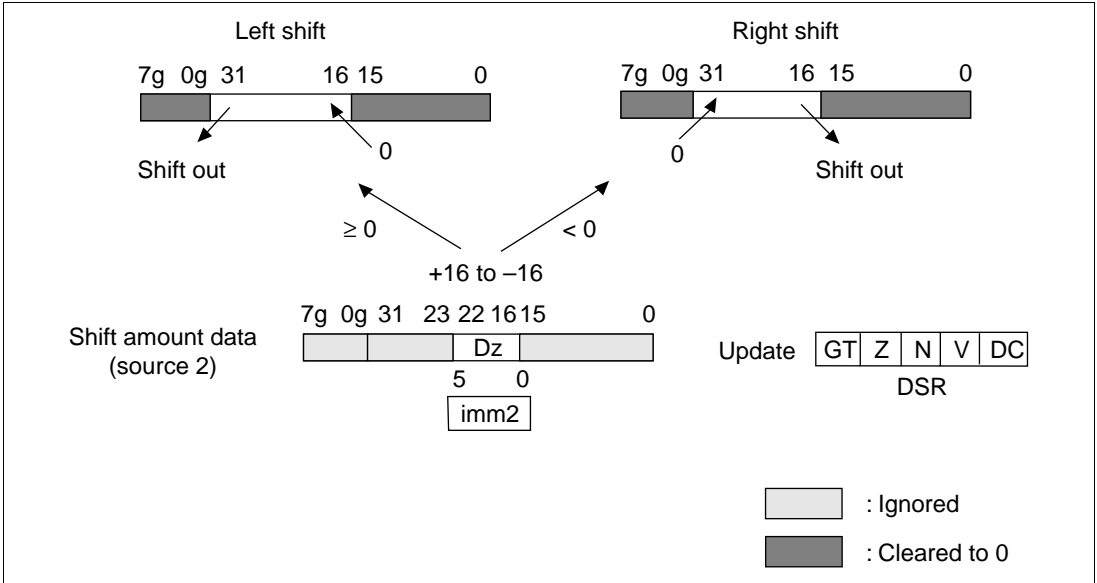 Left shift
Right shift
7g 0g 31 16 15 0
7g 0g 31 16 15 0
0
0
Shift out
Shift out
≥ 0
< 0
+16 to –16
7g 0g 31 23 22 16 15 0
Shift amount data
(source 2)
Dz
Update
GT Z N V DC
5 0
DSR
imm2
: Ignored
: Cleared to 0